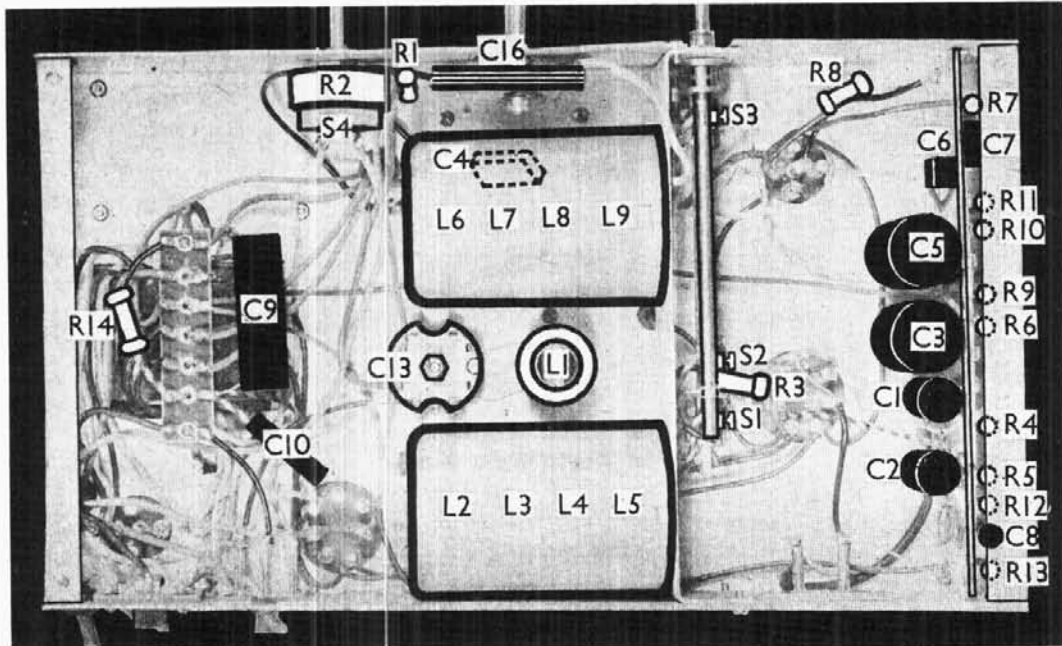 R1
C16
R2
R8
S4
S3
R7
C7
C6
C4
R11
L6 L7 L8 L9
R10
C5
C9
R9
R14
R6
C3
C13
L1
S2
R3
C1
S1
R4
C10
C2
R5
L2 L3 L4 L5
R12
C8
R13